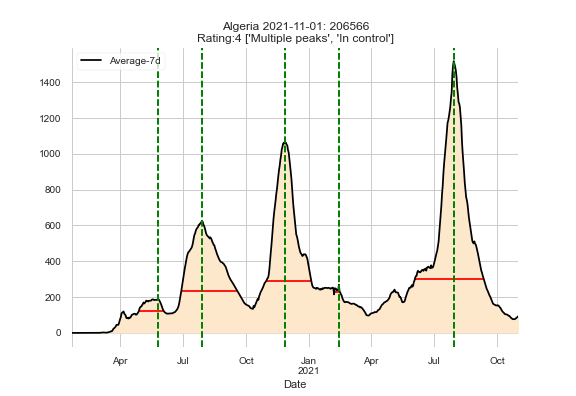 Algeria 2021-11-01: 206566
Rating:4 ['Multiple peaks', 'In control']
Average-7d
1400
1200
1000
800
600
400
200
0
Apr Jul Oct Jan Apr Jul Oct
2021
Date